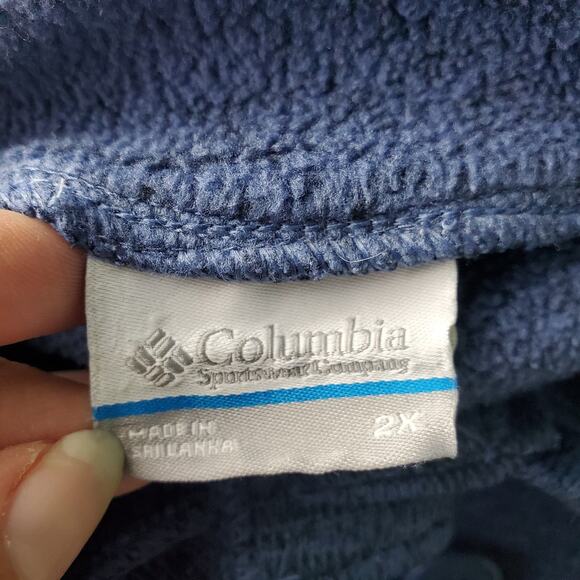 Columbia
Sportswear Company
MADE IN
SRI LANKA
2X